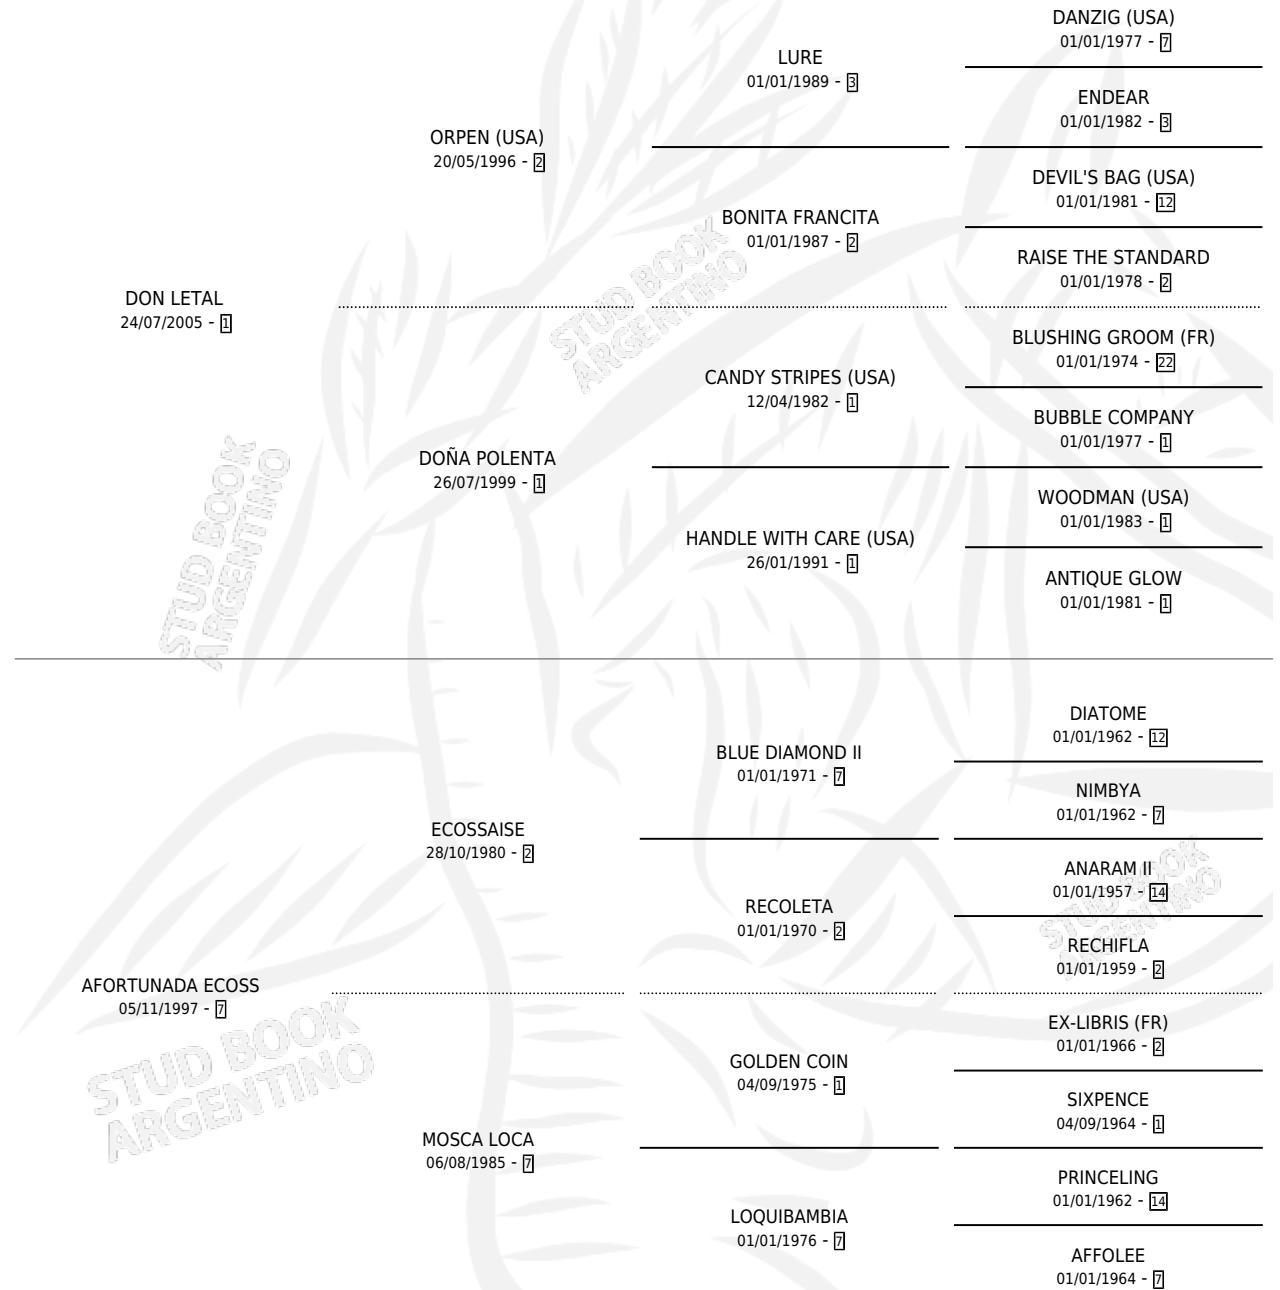 DANZIG (USA)
01/01/1977 - 7
LURE
01/01/1989 - 3
ENDEAR
01/01/1982 - 3
ORPEN (USA)
20/05/1996 - 2
DEVIL'S BAG (USA)
01/01/1981 - 12
BONITA FRANCITA
01/01/1987 - 2
RAISE THE STANDARD
01/01/1978 - 2
DON LETAL
24/07/2005 - 1
BLUSHING GROOM (FR)
01/01/1974 - 22
CANDY STRIPES (USA)
12/04/1982 - 1
BUBBLE COMPANY
01/01/1977 - 1
DOÑA POLENTA
26/07/1999 - 1
WOODMAN (USA)
01/01/1983 - 1
HANDLE WITH CARE (USA)
26/01/1991 - 1
ANTIQUE GLOW
01/01/1981 - 1
DIATOME
01/01/1962 - 12
BLUE DIAMOND II
01/01/1971 - 7
NIMBYA
01/01/1962 - 7
ECOSSAISE
28/10/1980 - 2
ANARAM II
01/01/1957 - 14
RECOLETA
01/01/1970 - 2
RECHIFLA
01/01/1959 - 2
AFORTUNADA ECOSS
05/11/1997 - 7
EX-LIBRIS (FR)
01/01/1966 - 2
GOLDEN COIN
04/09/1975 - 1
SIXPENCE
04/09/1964 - 1
MOSCA LOCA
06/08/1985 - 7
PRINCELING
01/01/1962 - 14
LOQUIBAMBIA
01/01/1976 - 7
AFFOLEE
01/01/1964 - 7
STUD BOOK
ARGENTINO
STUD BOOK
ARGENTINO
STUD BOOK
ARGENTINO
STUD BOOK
ARGENTINO